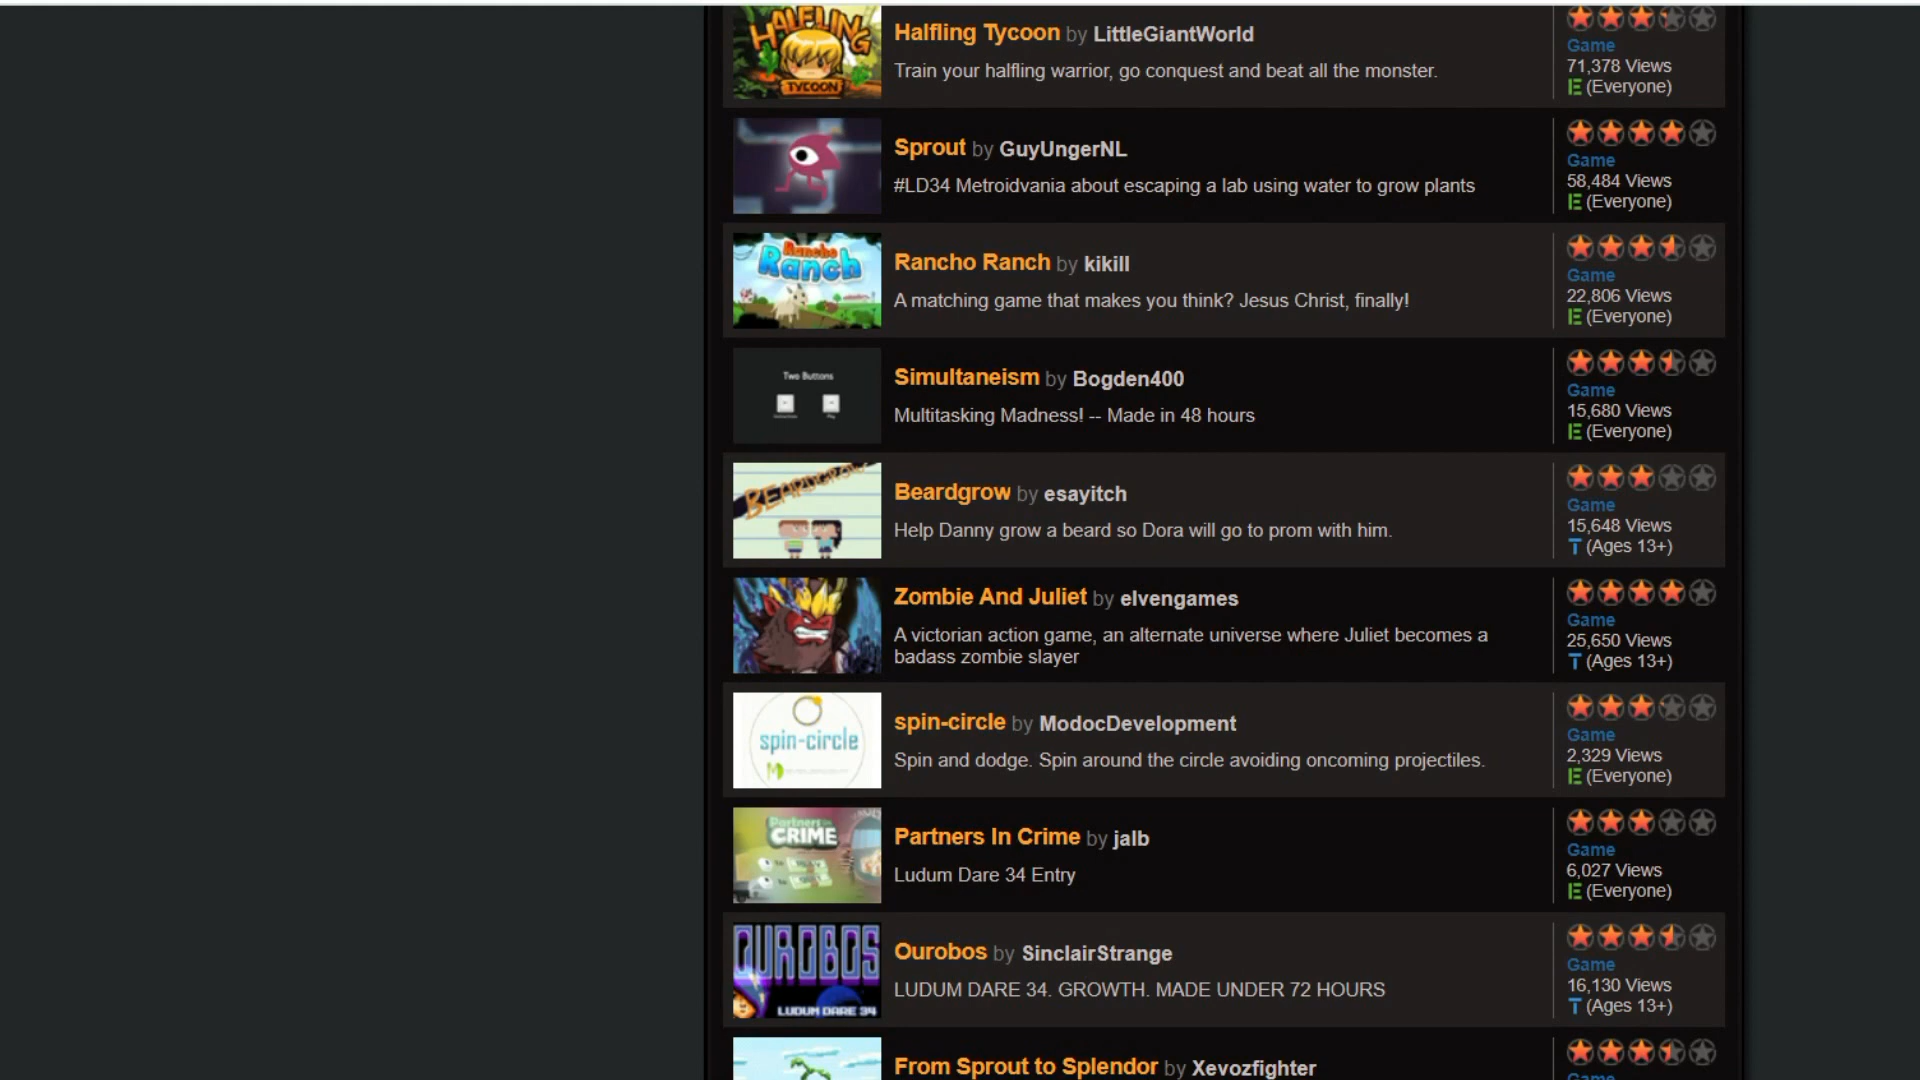 HALFLING
TYCOON
Halfling Tycoon by LittleGiantWorld
Train your halfling warrior, go conquest and beat all the monster.
Game
71,378 Views
E (Everyone)
Sprout by GuyUngerNL
#LD34 Metroidvania about escaping a lab using water to grow plants
Game
58,484 Views
E (Everyone)
Rancho
Ranch
Rancho Ranch by kikill
A matching game that makes you think? Jesus Christ, finally!
Game
22,806 Views
E (Everyone)
Two Buttons
Simultaneism by Bogden400
Multitasking Madness! -- Made in 48 hours
Game
15,680 Views
E (Everyone)
BEARDGROW
Beardgrow by esayitch
Help Danny grow a beard so Dora will go to prom with him.
Game
15,648 Views
T (Ages 13+)
Zombie And Juliet by elvengames
A victorian action game, an alternate universe where Juliet becomes a
badass zombie slayer
Game
25,650 Views
T (Ages 13+)
spin-circle
spin-circle by ModocDevelopment
Spin and dodge. Spin around the circle avoiding oncoming projectiles.
Game
2,329 Views
E (Everyone)
Partners in
CRIME
Partners In Crime by jalb
Ludum Dare 34 Entry
Game
6,027 Views
E (Everyone)
OUROBOS
LUDUM DARE 34
Ourobos by SinclairStrange
LUDUM DARE 34. GROWTH. MADE UNDER 72 HOURS
Game
16,130 Views
T (Ages 13+)
From Sprout to Splendor by Xevozfighter
Game